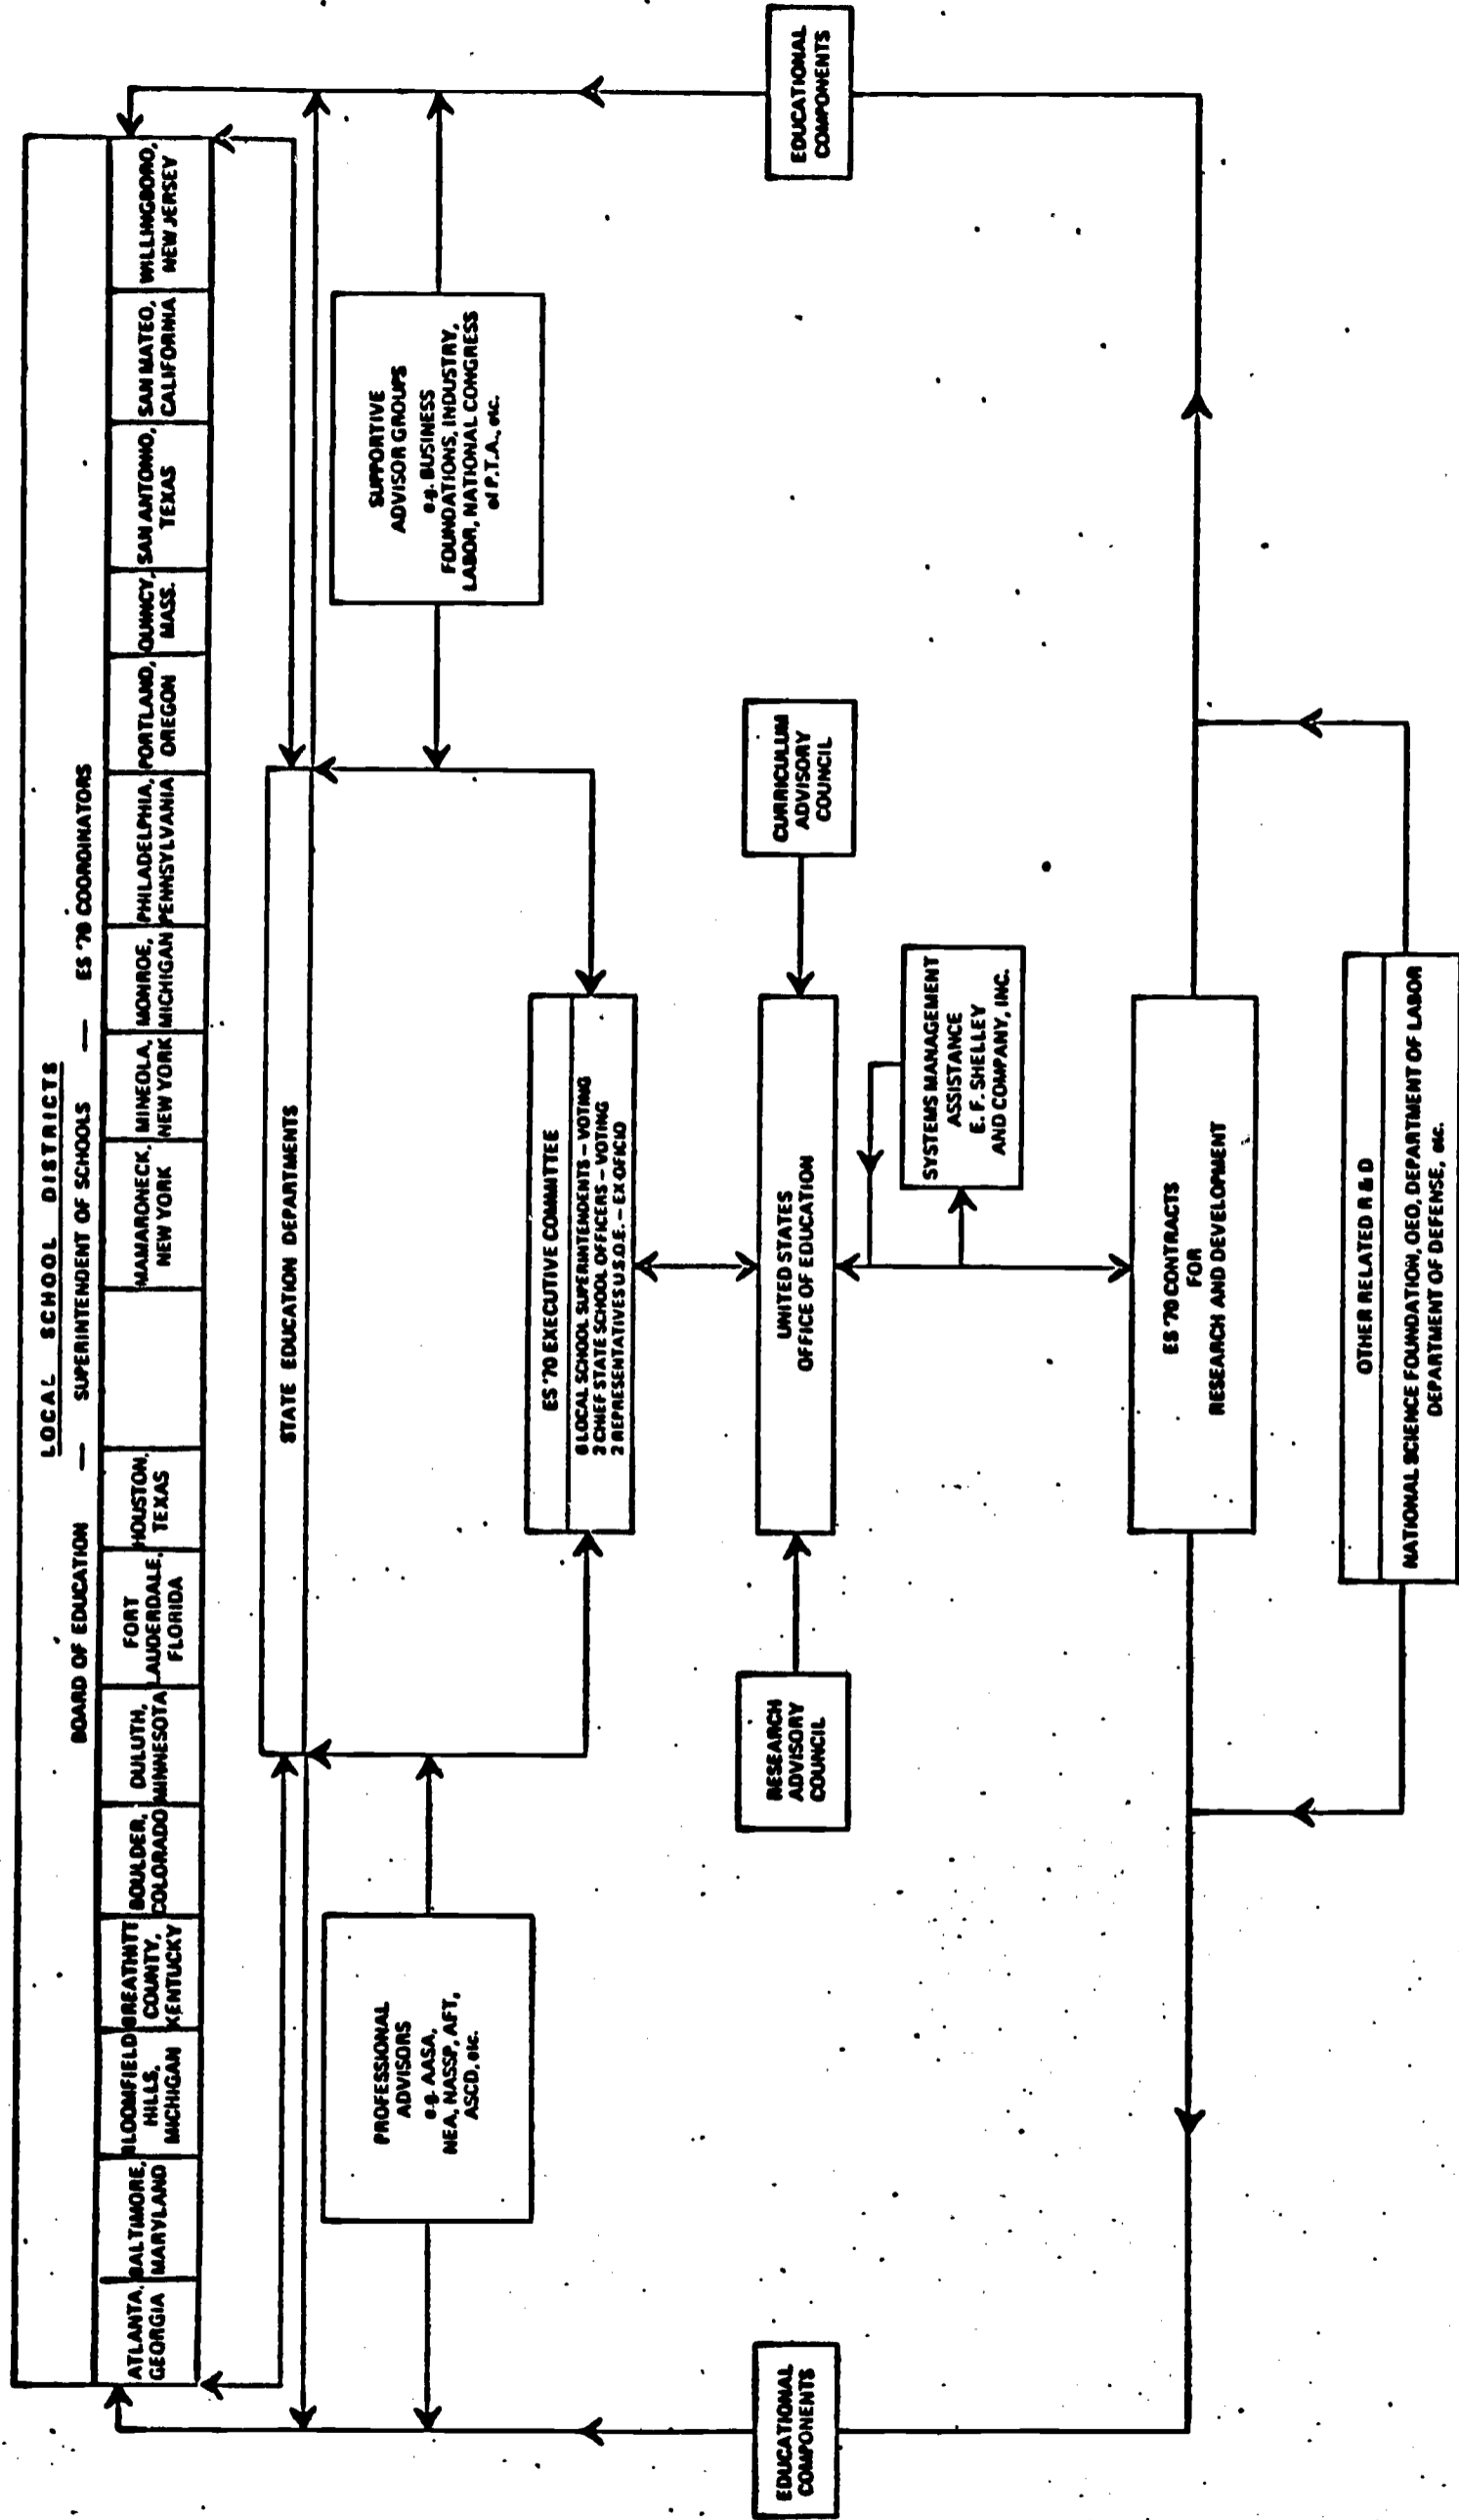 LOCAL SCHOOL DISTRICTS
BOARD OF EDUCATION — SUPERINTENDENT OF SCHOOLS — ES '70 COORDINATORS
ATLANTA,
GEORGIA
BALTIMORE,
MARYLAND
BLOOMFIELD
HILLS,
MICHIGAN
BREATHITT
COUNTY,
KENTUCKY
BOULDER,
COLORADO
DULUTH,
MINNESOTA
FORT
LAUDERDALE,
FLORIDA
HOUSTON,
TEXAS
MAMARONECK,
NEW YORK
MINEOLA,
NEW YORK
MONROE,
MICHIGAN
PHILADELPHIA,
PENNSYLVANIA
PORTLAND,
OREGON
QUINCY,
MASS.
SAN ANTONIO,
TEXAS
SAN MATEO,
CALIFORNIA
WILLINGBORO,
NEW JERSEY
STATE EDUCATION DEPARTMENTS
PROFESSIONAL
ADVISORS
e.g. AASA,
NEA, NASSP, AFT,
ASCD, etc.
SUPPORTIVE
ADVISOR GROUPS
e.g. BUSINESS
FOUNDATIONS, INDUSTRY,
LABOR, NATIONAL CONGRESS
of P.T.A., etc.
ES '70 EXECUTIVE COMMITTEE
LOCAL SCHOOL SUPERINTENDENTS – VOTING
CHIEF STATE SCHOOL OFFICERS – VOTING
2 REPRESENTATIVES U.S.O.E. – EX OFICIO
RESEARCH
ADVISORY
COUNCIL
UNITED STATES
OFFICE OF EDUCATION
CURRICULUM
ADVISORY
COUNCIL
EDUCATIONAL
COMPONENTS
EDUCATIONAL
COMPONENTS
SYSTEMS MANAGEMENT
ASSISTANCE
E. F. SHELLEY
AND COMPANY, INC.
ES '70 CONTRACTS
FOR
RESEARCH AND DEVELOPMENT
OTHER RELATED R & D
NATIONAL SCIENCE FOUNDATION, OEO, DEPARTMENT OF LABOR
DEPARTMENT OF DEFENSE, etc.